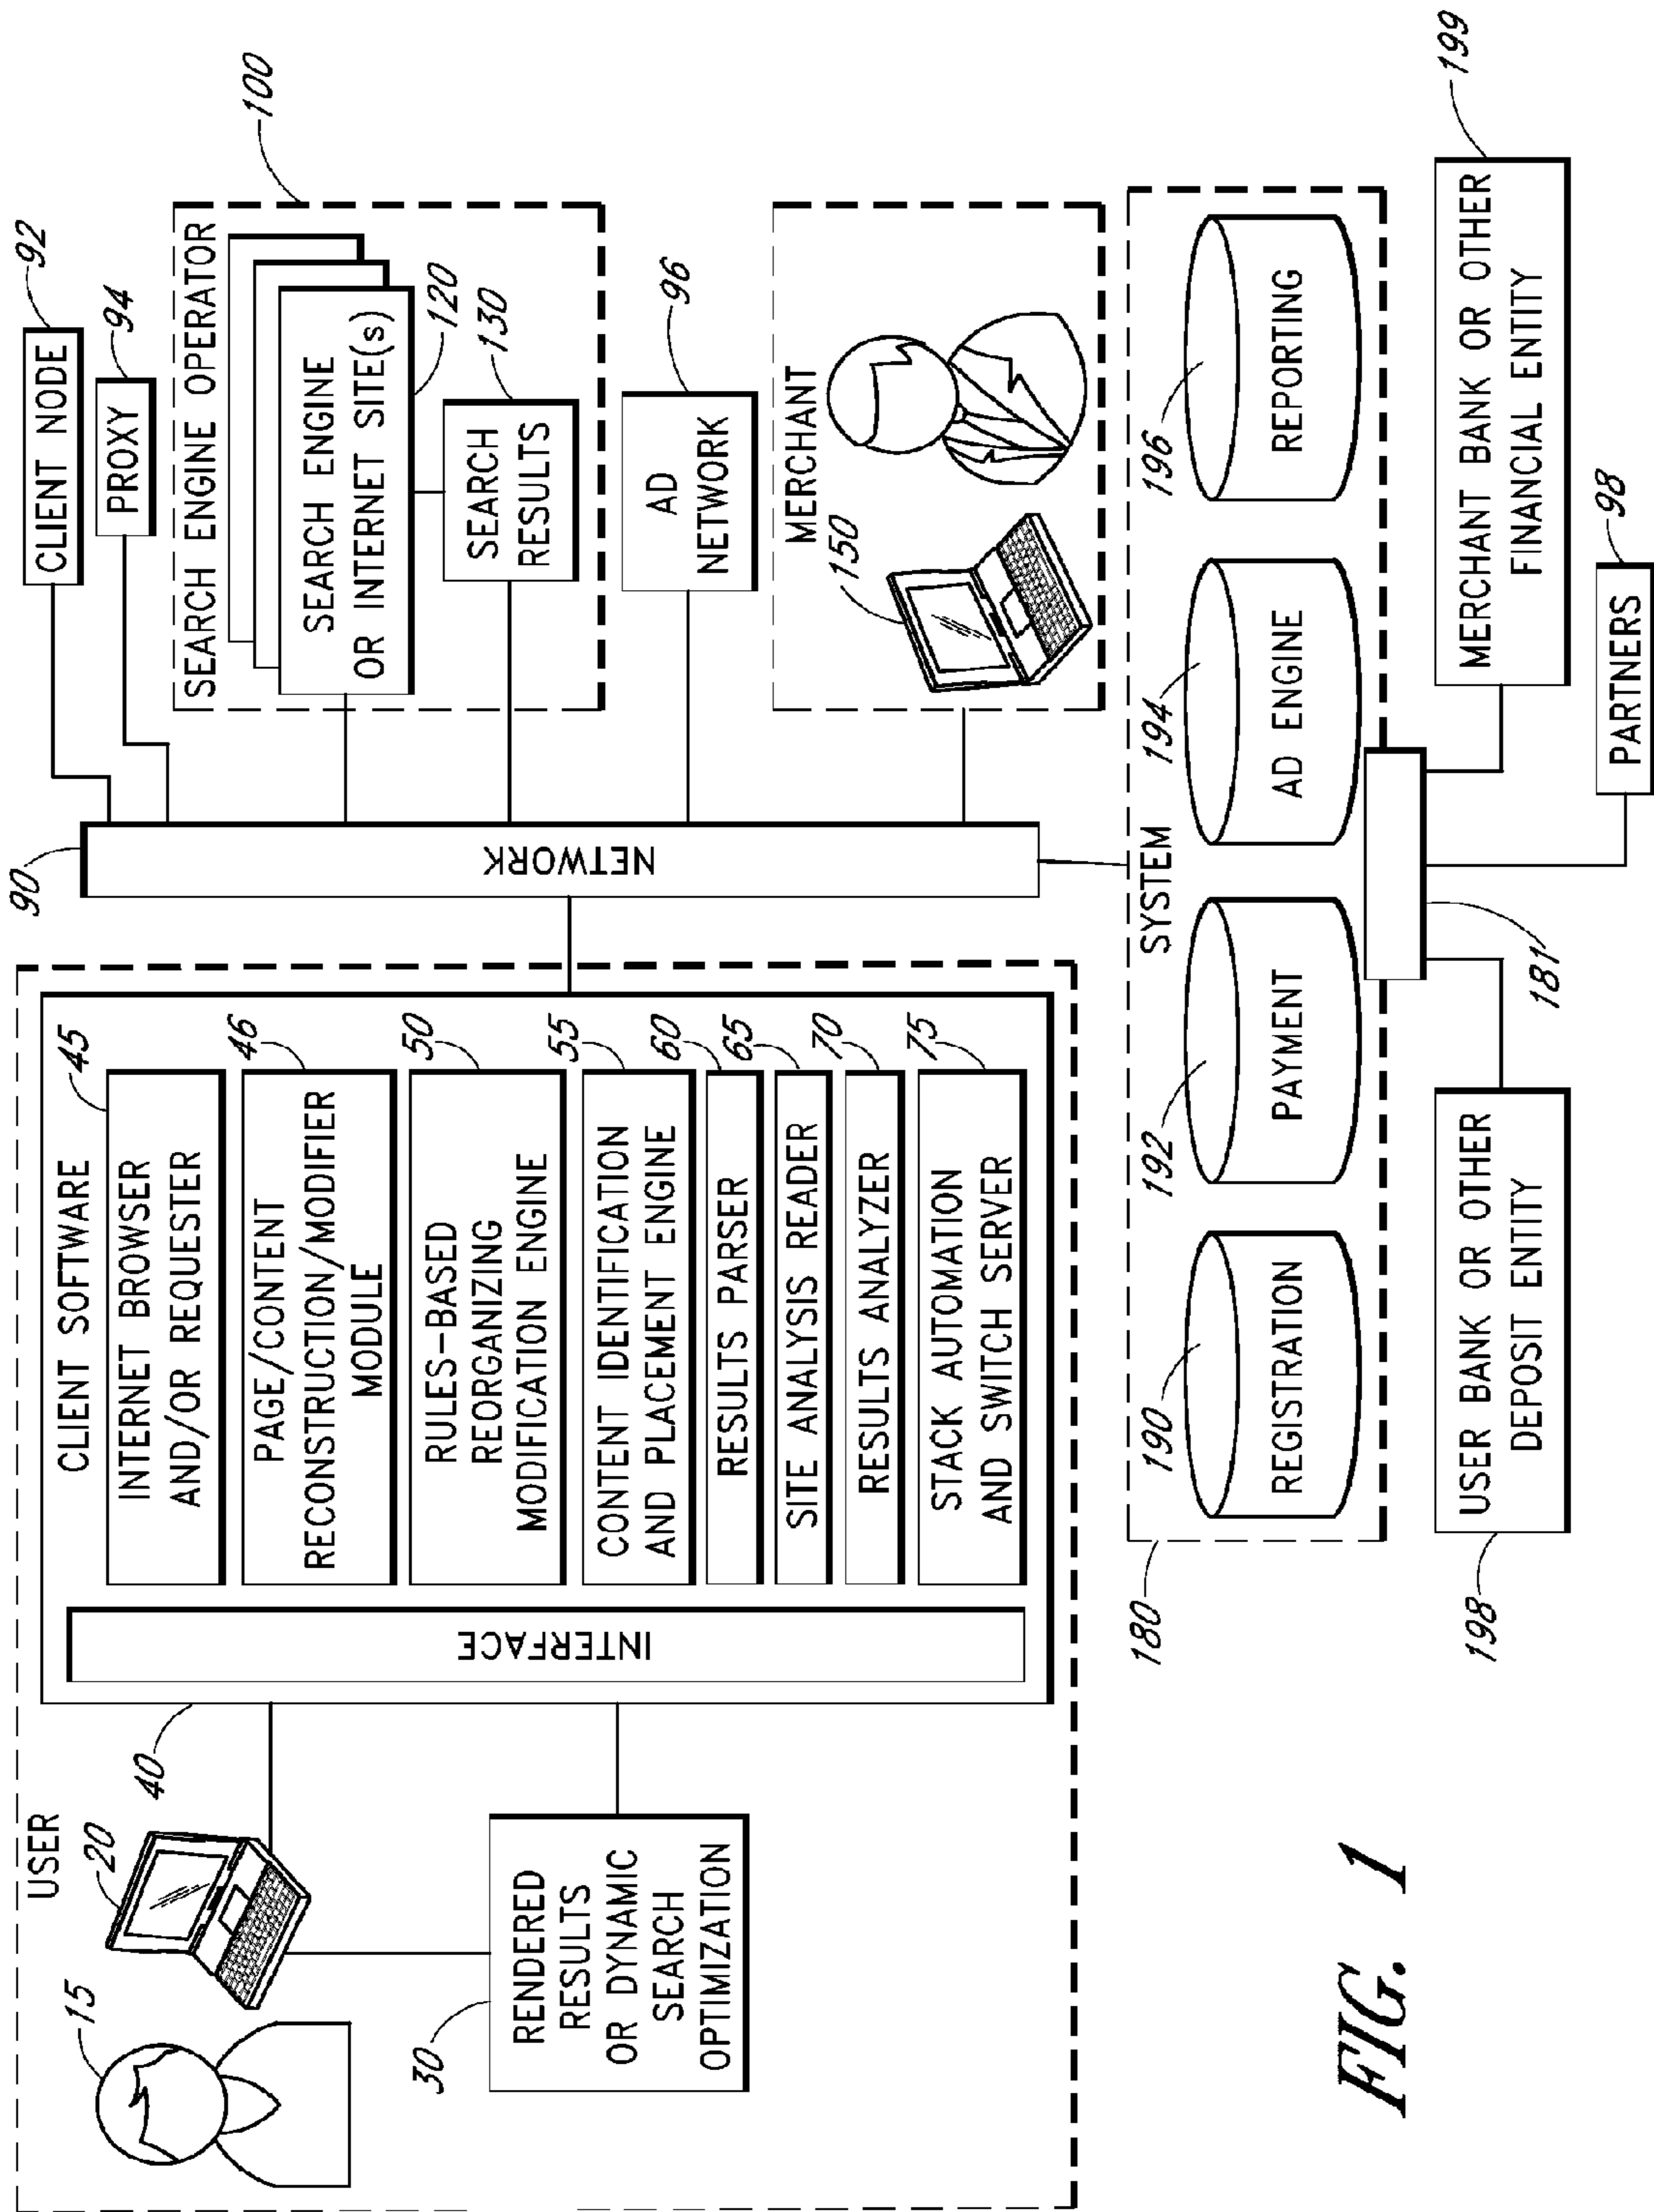 USER
15
20
30
RENDERED
RESULTS
OR DYNAMIC
SEARCH
OPTIMIZATION
40
INTERFACE
CLIENT SOFTWARE
45
INTERNET BROWSER
AND/OR REQUESTER
46
PAGE/CONTENT
RECONSTRUCTION/MODIFIER
MODULE
50
RULES-BASED
REORGANIZING
MODIFICATION ENGINE
55
CONTENT IDENTIFICATION
AND PLACEMENT ENGINE
60
RESULTS PARSER
65
SITE ANALYSIS READER
70
RESULTS ANALYZER
75
STACK AUTOMATION
AND SWITCH SERVER
90
NETWORK
CLIENT NODE
92
PROXY
94
SEARCH ENGINE OPERATOR
100
SEARCH ENGINE
OR INTERNET SITE(s)
120
SEARCH
RESULTS
130
AD
NETWORK
96
MERCHANT
150
SYSTEM
180
190
REGISTRATION
192
PAYMENT
194
AD ENGINE
196
REPORTING
181
198
USER BANK OR OTHER
DEPOSIT ENTITY
MERCHANT BANK OR OTHER
FINANCIAL ENTITY
199
PARTNERS
98
FIG. 1